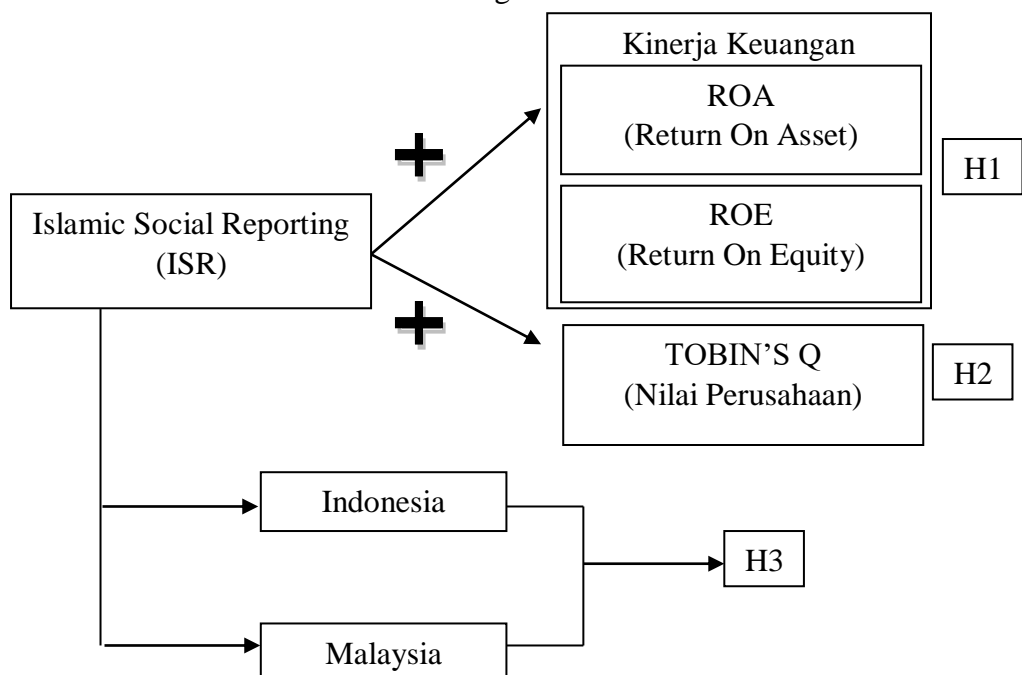 Kinerja Keuangan
ROA
(Return On Asset)
H1
Islamic Social Reporting
(ISR)
ROE
(Return On Equity)
TOBIN’S Q
(Nilai Perusahaan)
H2
Indonesia
H3
Malaysia